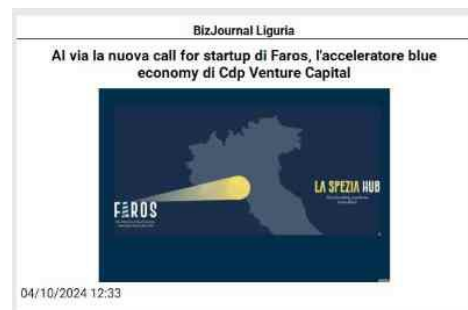 BizJournal Liguria
Al via la nuova call for startup di Faros, l'acceleratore blue
economy di Cdp Venture Capital
FAROS
LA SPEZIA HUB
04/10/2024 12:33